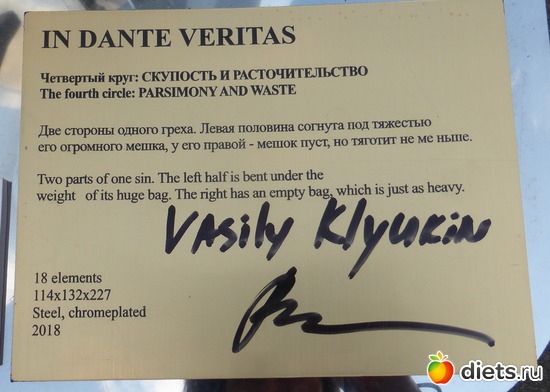 IN DANTE VERITAS
Четвертый круг: СКУПОСТЬ И РАСТОЧИТЕЛЬСТВО
The fourth circle: PARSIMONY AND WASTE
Две стороны одного греха. Левая половина согнута под тяжестью
его огромного мешка, у его правой - мешок пуст, но тяготит не ме ньше.
Two parts of one sin. The left half is bent under the
weight of its huge bag. The right has an empty bag, which is just as heavy.
Vasily Klyukin
18 elements
114x132x227
Steel, chromeplated
2018
diets.ru